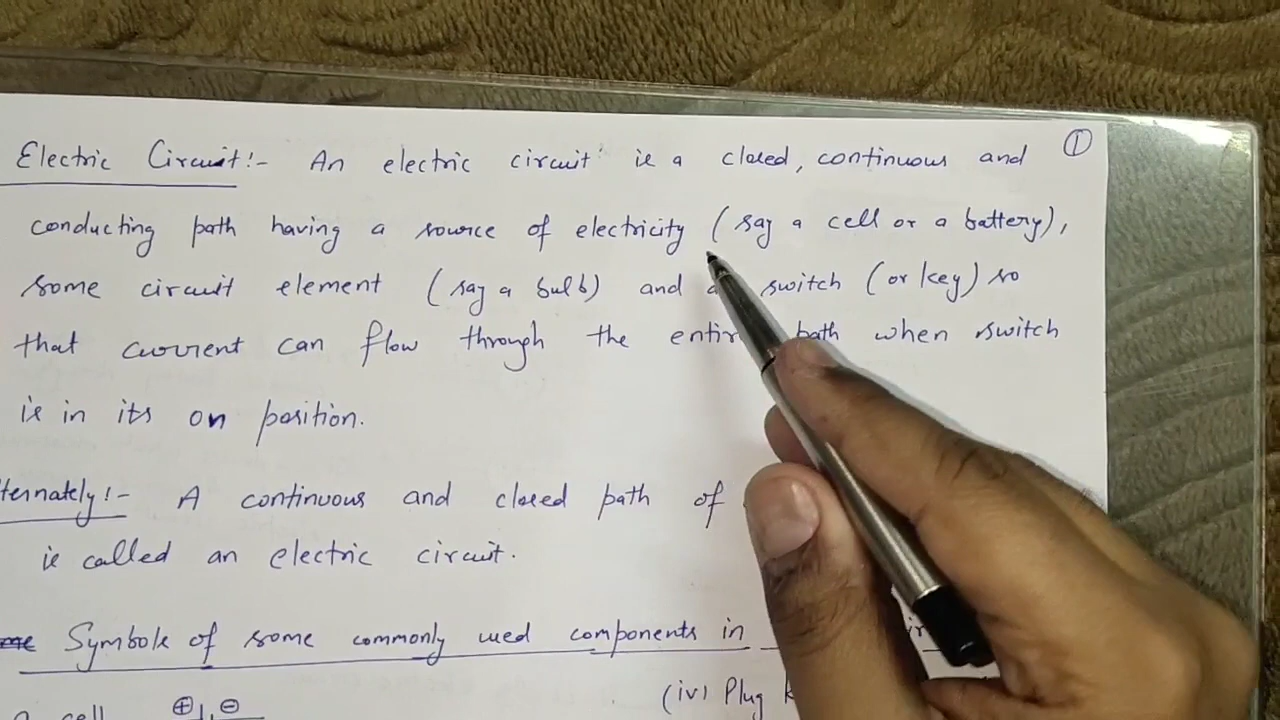 Electric Circuit:- An electric circuit is a closed, continuous and ①
conducting path having a source of electricity (say a cell or a battery),
some circuit element (say a bulb) and a switch (or key) so
that current can flow through the path when switch
is in its on position.
A continuous and closed path of
is called an electric circuit.
Symbols of some commonly used components in
⊕ ⊖
cell
(iv) Plug